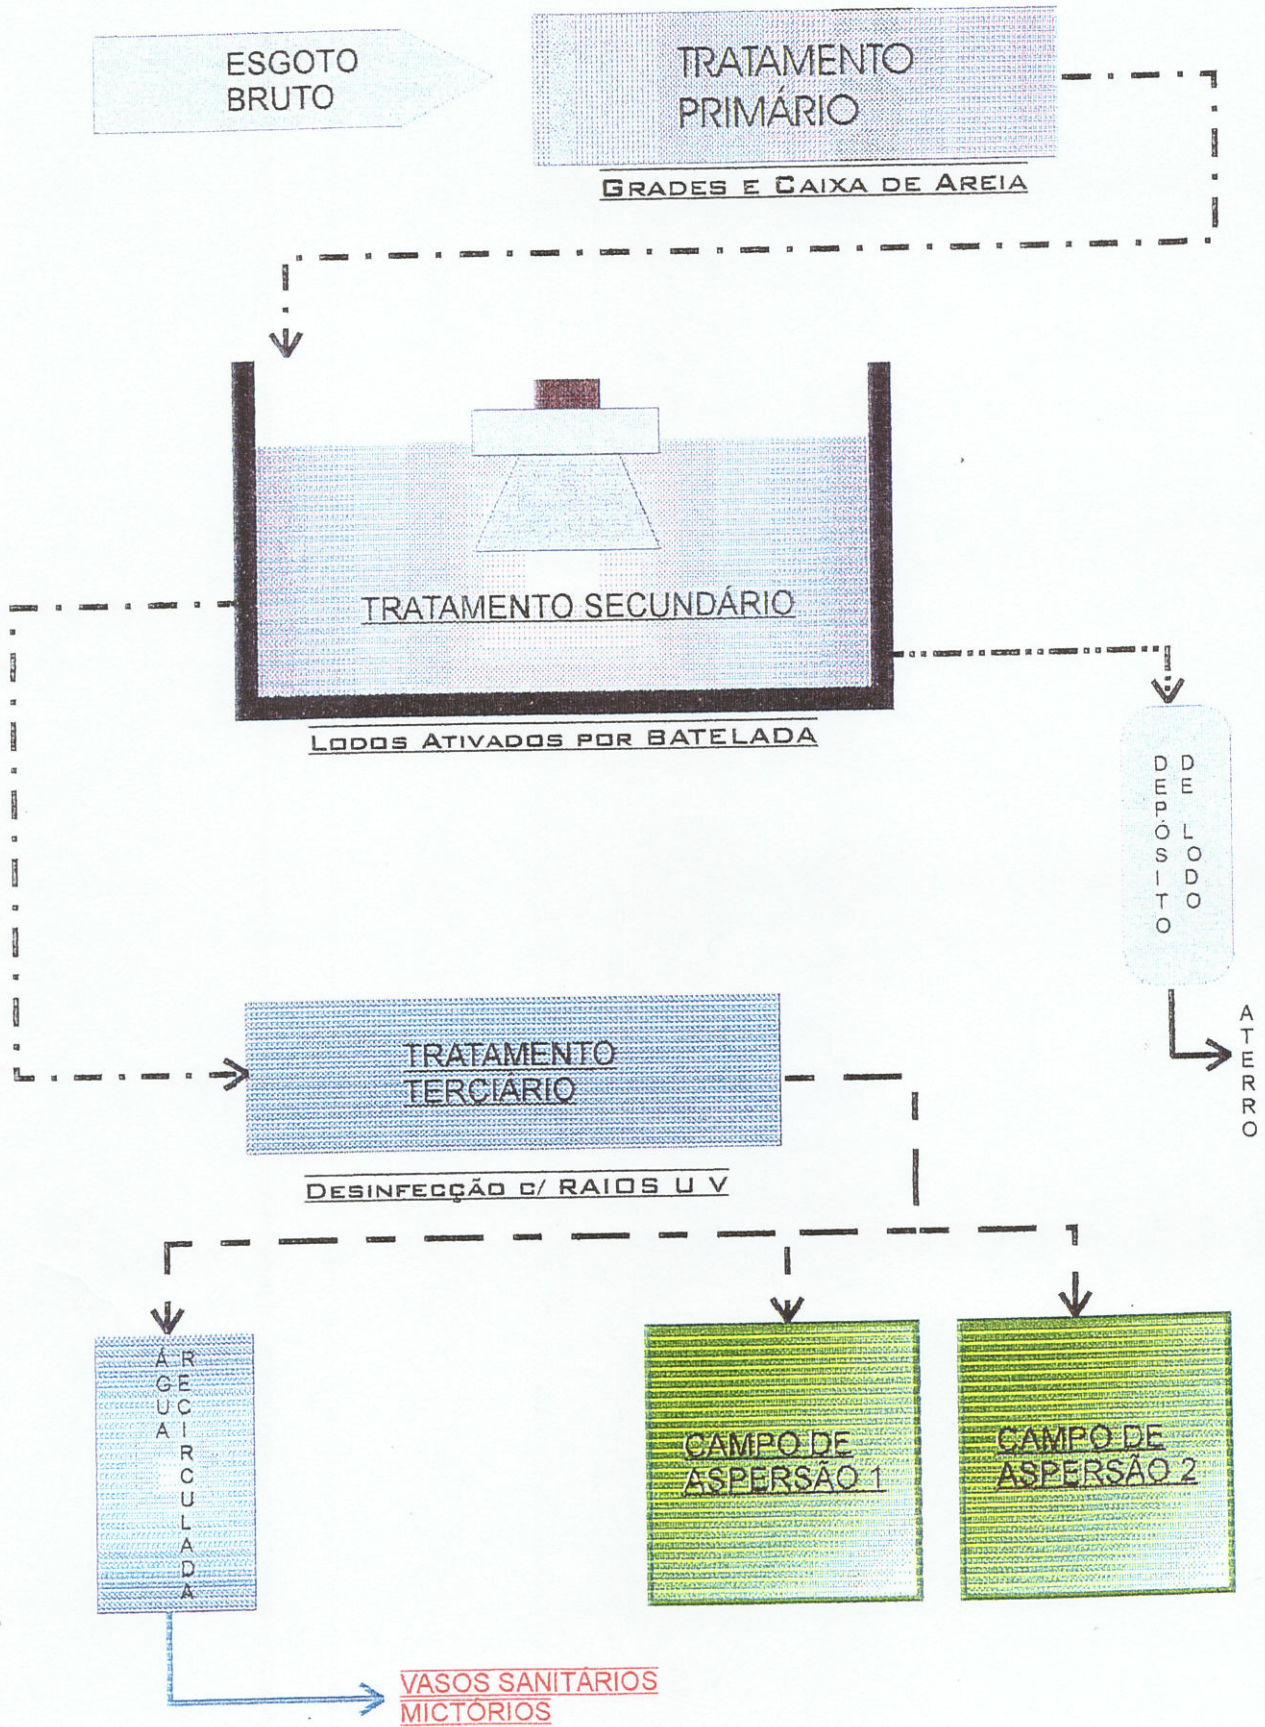 ESGOTO
BRUTO
TRATAMENTO
PRIMÁRIO
GRADES E CAIXA DE AREIA
TRATAMENTO SECUNDÁRIO
LODOS ATIVADOS POR BATELADA
DEPÓSITO
DE LODO
ATERRO
TRATAMENTO
TERCIÁRIO
DESINFECÇÃO C/ RAIOS U V
ÁGUA
RECIRCULADA
CAMPO DE
ASPERSÃO 1
CAMPO DE
ASPERSÃO 2
VASOS SANITÁRIOS
MICTÓRIOS